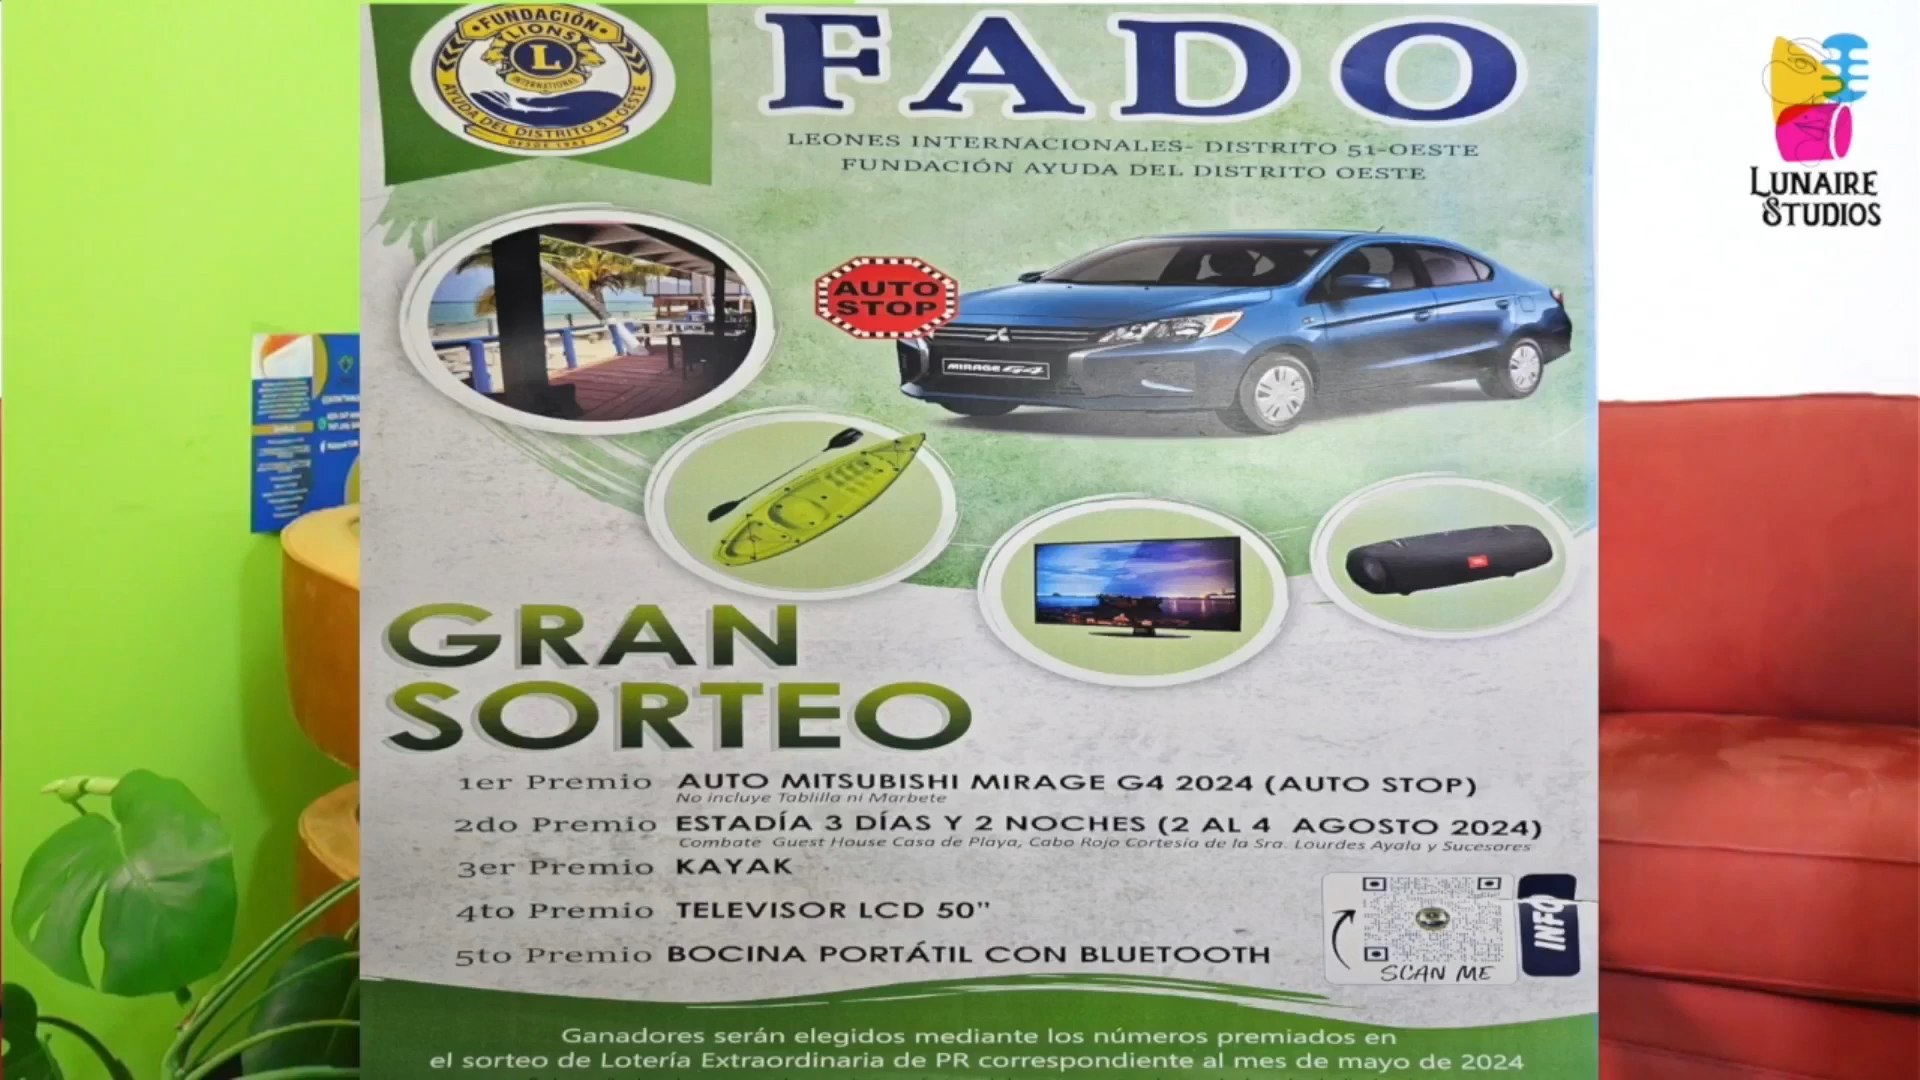 FUNDACIÓN
LIONS
L
INTERNATIONAL
AYUDA DEL DISTRITO 51-OESTE
DESDE 1982
FADO
LEONES INTERNACIONALES- DISTRITO 51-OESTE
FUNDACIÓN AYUDA DEL DISTRITO OESTE
LUNAIRE
STUDIOS
AUTO
STOP
MIRAGE G4
GRAN
SORTEO
1er Premio AUTO MITSUBISHI MIRAGE G4 2024 (AUTO STOP)
No incluye Tablilla ni Marbete
2do Premio ESTADÍA 3 DÍAS Y 2 NOCHES (2 AL 4 AGOSTO 2024)
Combate Guest House Casa de Playa, Cabo Rojo Cortesía de la Sra. Lourdes Ayala y Sucesores
3er Premio KAYAK
4to Premio TELEVISOR LCD 50"
5to Premio BOCINA PORTÁTIL CON BLUETOOTH
SCAN ME
INFO
Ganadores serán elegidos mediante los números premiados en
el sorteo de Lotería Extraordinaria de PR correspondiente al mes de mayo de 2024